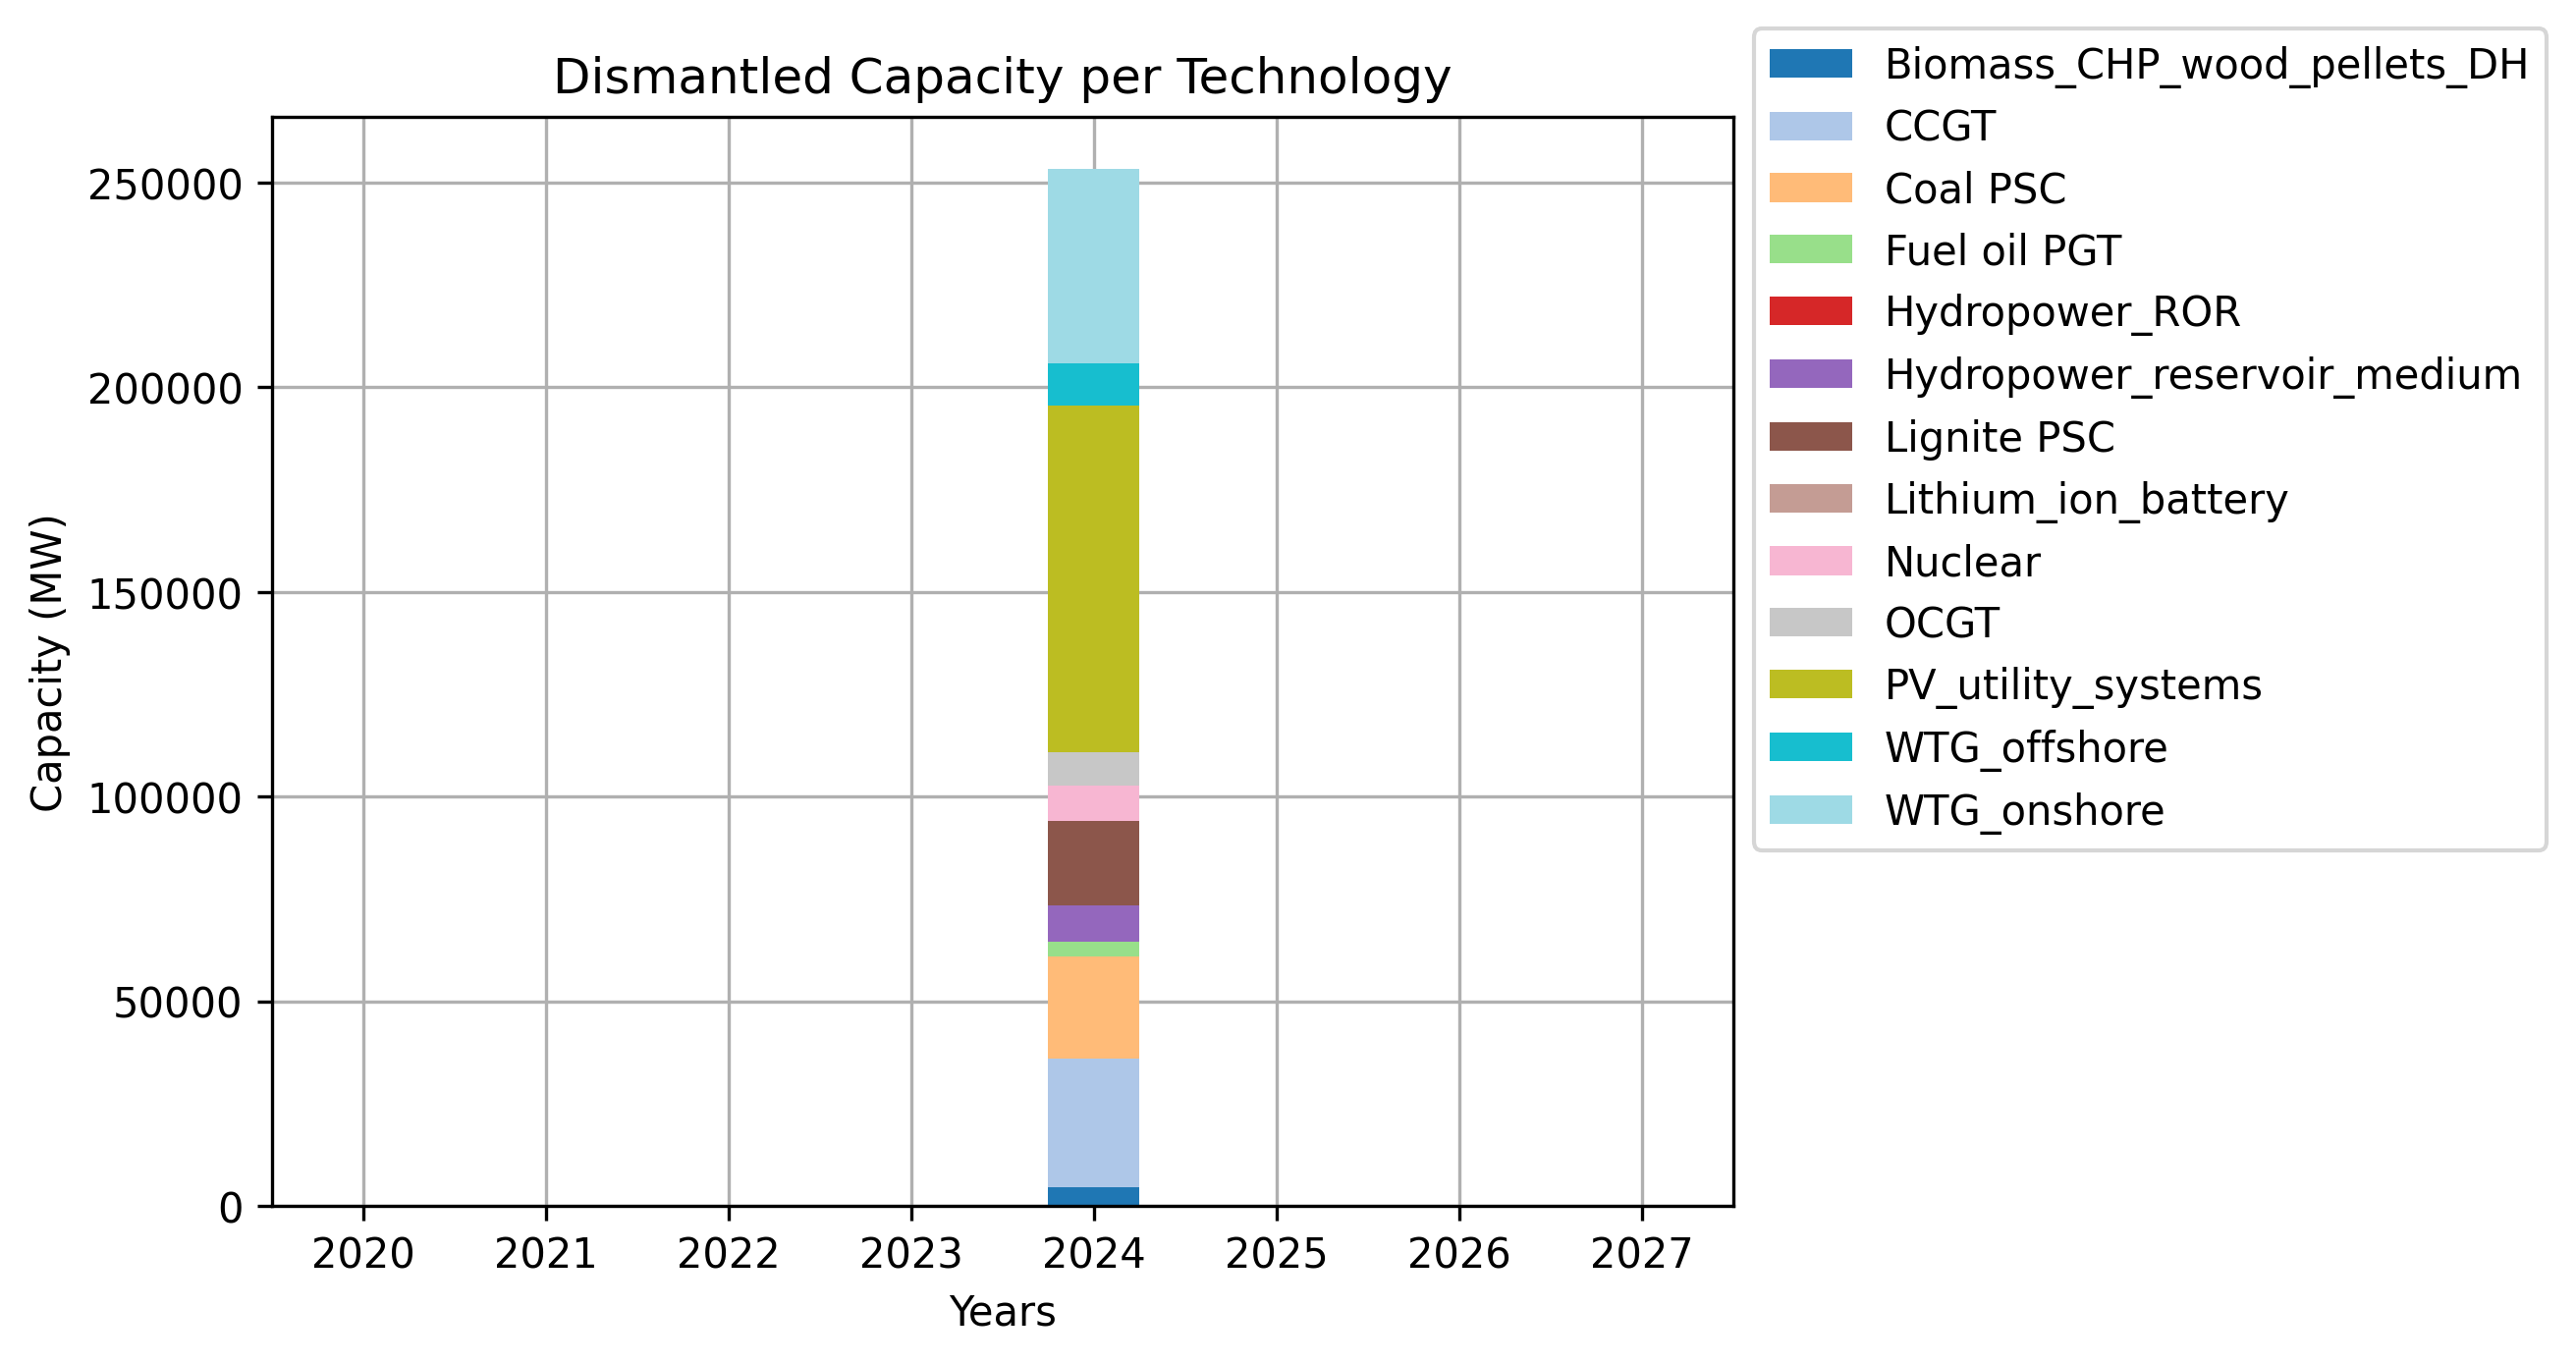 Dismantled Capacity per Technology
Capacity (MW)
250000
200000
150000
100000
50000
0
2020 2021 2022 2023 2024 2025 2026 2027
Years
Biomass_CHP_wood_pellets_DH
CCGT
Coal PSC
Fuel oil PGT
Hydropower_ROR
Hydropower_reservoir_medium
Lignite PSC
Lithium_ion_battery
Nuclear
OCGT
PV_utility_systems
WTG_offshore
WTG_onshore